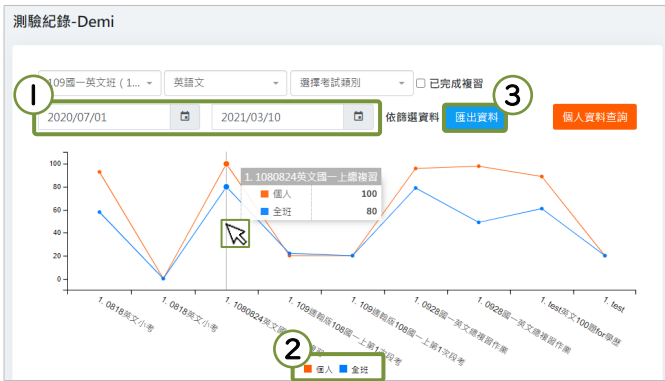 測驗紀錄-Demi
109國一英文班 ( 1... 英語文 選擇考試類別 已完成複習
1 3
2020/07/01 2021/03/10 依篩選資料 匯出資料 個人資料查詢
100
80
60
40
20
0
1. 1080824英文國一上總複習
個人 100
全班 80
1. 0818英文小考
1. 0818英文小考
1. 1080824英文國
1. 109進翰版108國一上第1次段考
1. 109進翰版108國一上第1次段考
1. 0928國一英文總複習作業
1. 0928國一英文總複習作業
1. test英文100題for學歷
1. test
2
個人 全班